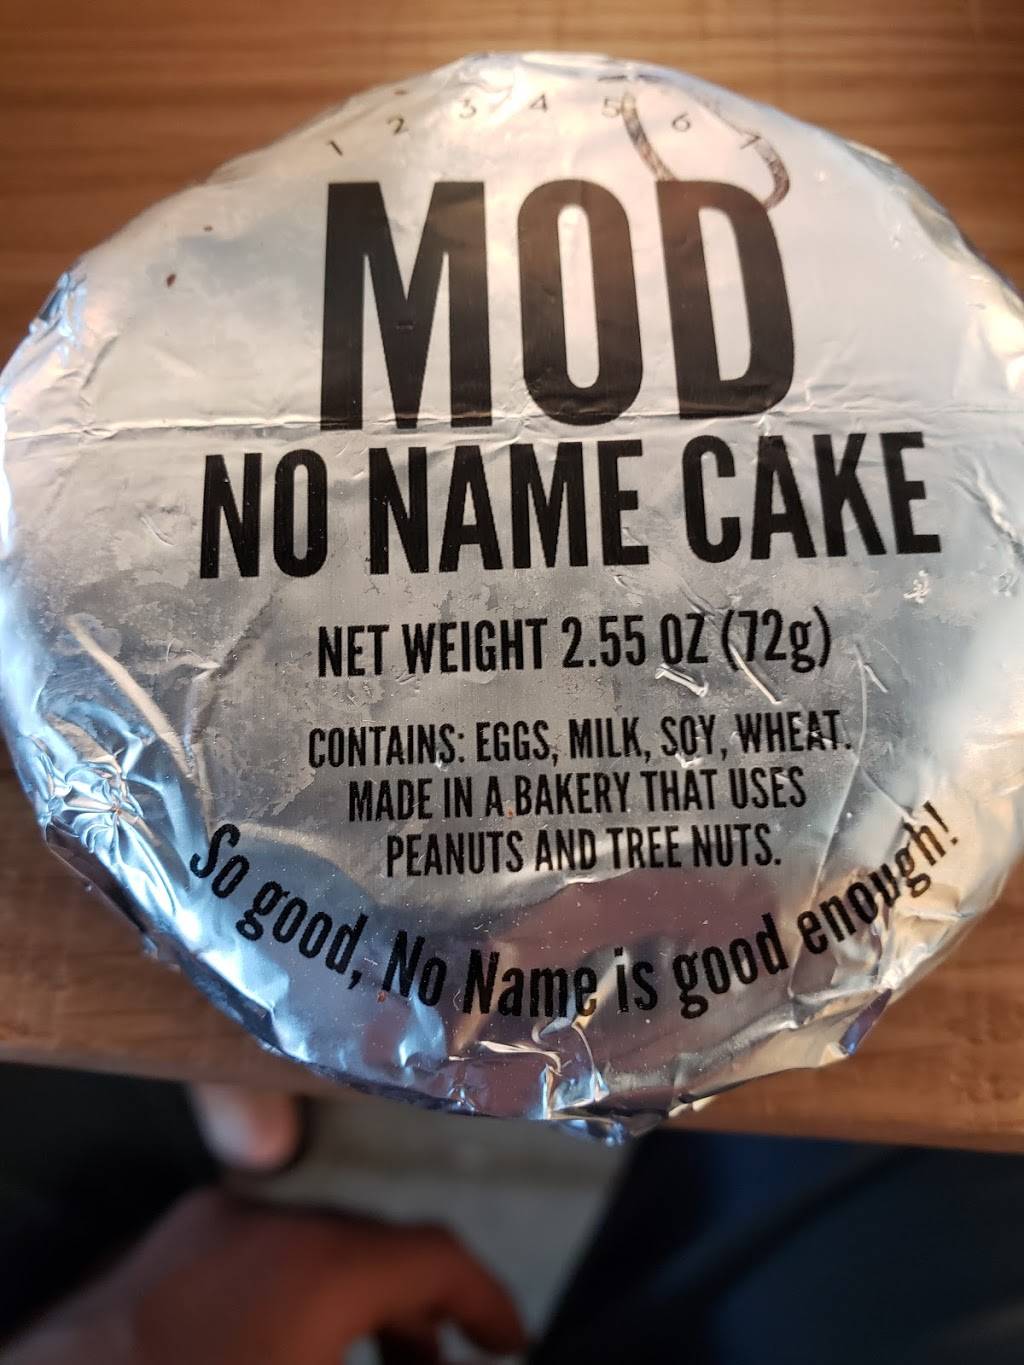 1 2 3 4 5 6 7
MOD
NO NAME CAKE
NET WEIGHT 2.55 OZ (72g)
CONTAINS: EGGS, MILK, SOY, WHEAT.
MADE IN A BAKERY THAT USES
PEANUTS AND TREE NUTS.
So good, No Name is good enough!